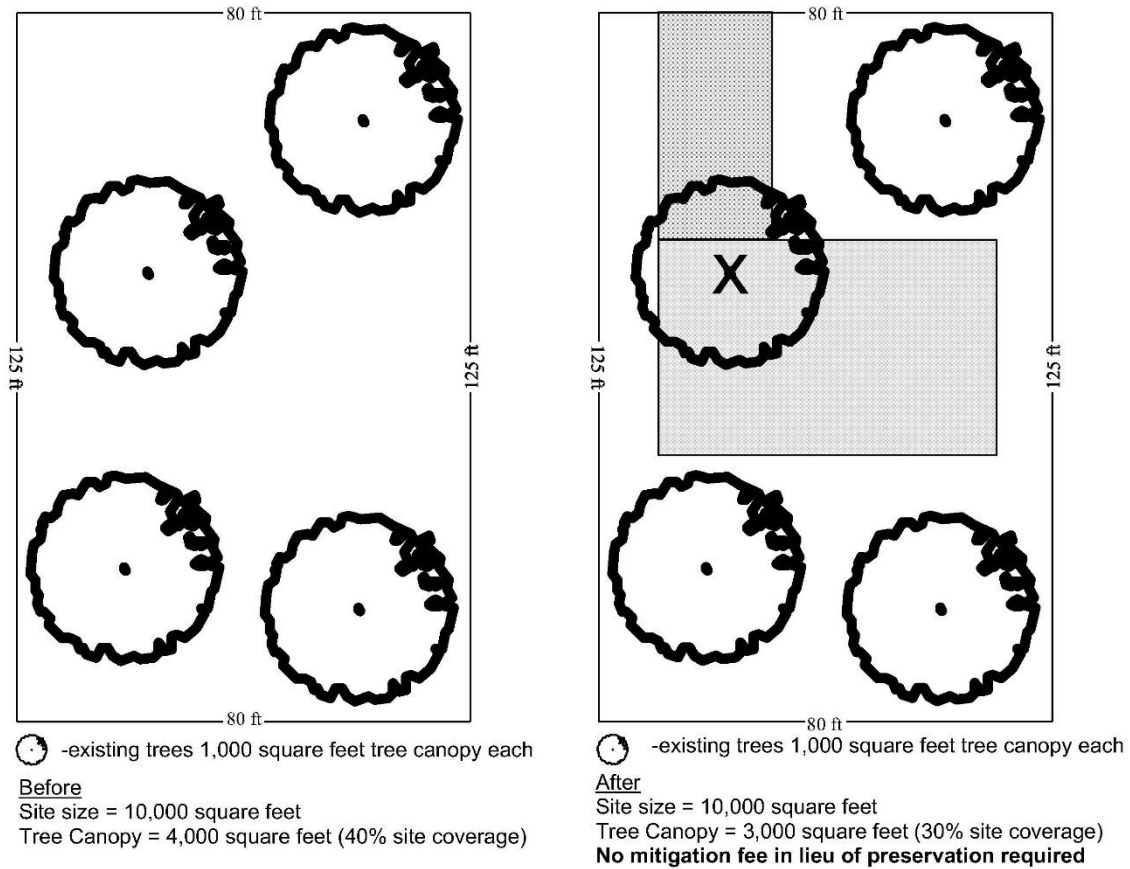 80 ft
125 ft
125 ft
80 ft
-existing trees 1,000 square feet tree canopy each
Before
Site size = 10,000 square feet
Tree Canopy = 4,000 square feet (40% site coverage)
80 ft
X
125 ft
125 ft
80 ft
-existing trees 1,000 square feet tree canopy each
After
Site size = 10,000 square feet
Tree Canopy = 3,000 square feet (30% site coverage)
No mitigation fee in lieu of preservation required